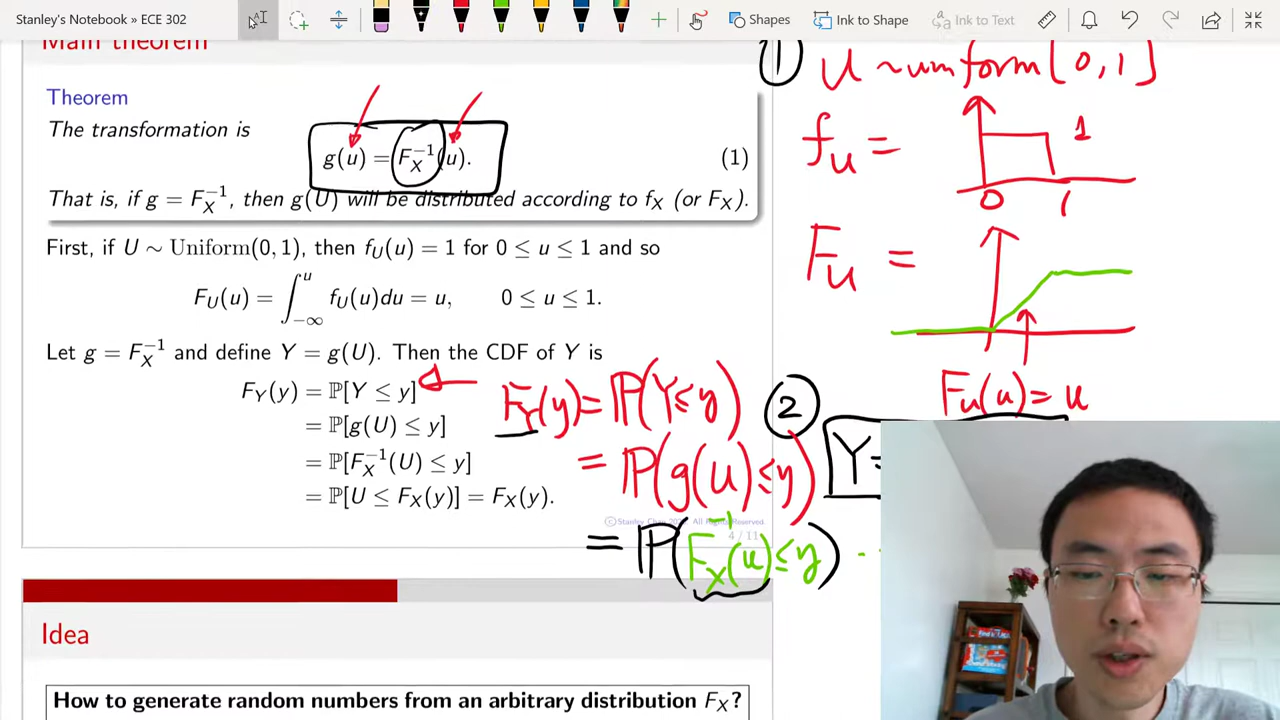 Stanley's Notebook » ECE 302
Shapes
Ink to Shape
Ink to Text
Main theorem
Theorem
The transformation is
g(u) = F_X^{-1}(u). (1)
That is, if g = F_X^{-1}, then g(U) will be distributed according to f_X (or F_X).
First, if U ∼ Uniform(0, 1), then f_U(u) = 1 for 0 ≤ u ≤ 1 and so
F_U(u) = ∫_{-∞}^{u} f_U(u)du = u, 0 ≤ u ≤ 1.
Let g = F_X^{-1} and define Y = g(U). Then the CDF of Y is
F_Y(y) = ℙ[Y ≤ y]
= ℙ[g(U) ≤ y]
= ℙ[F_X^{-1}(U) ≤ y]
= ℙ[U ≤ F_X(y)] = F_X(y).
4 / 11
Idea
How to generate random numbers from an arbitrary distribution F_X?
① U ~ uniform[0,1]
f_U =
1
0 1
F_U =
F_U(u) = u
②
Y=
F_Y(y) = ℙ(Y ≤ y)
= ℙ(g(U) ≤ y)
= ℙ(F_X^{-1}(U) ≤ y)